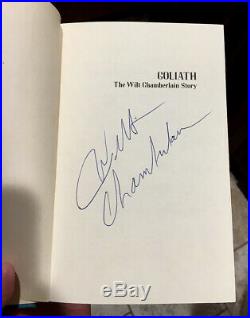 GOLIATH
The Wilt Chamberlain Story
Wilt
Chamberlain